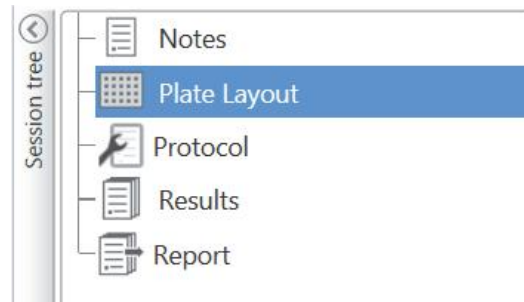 Session tree
Notes
Plate Layout
Protocol
Results
Report